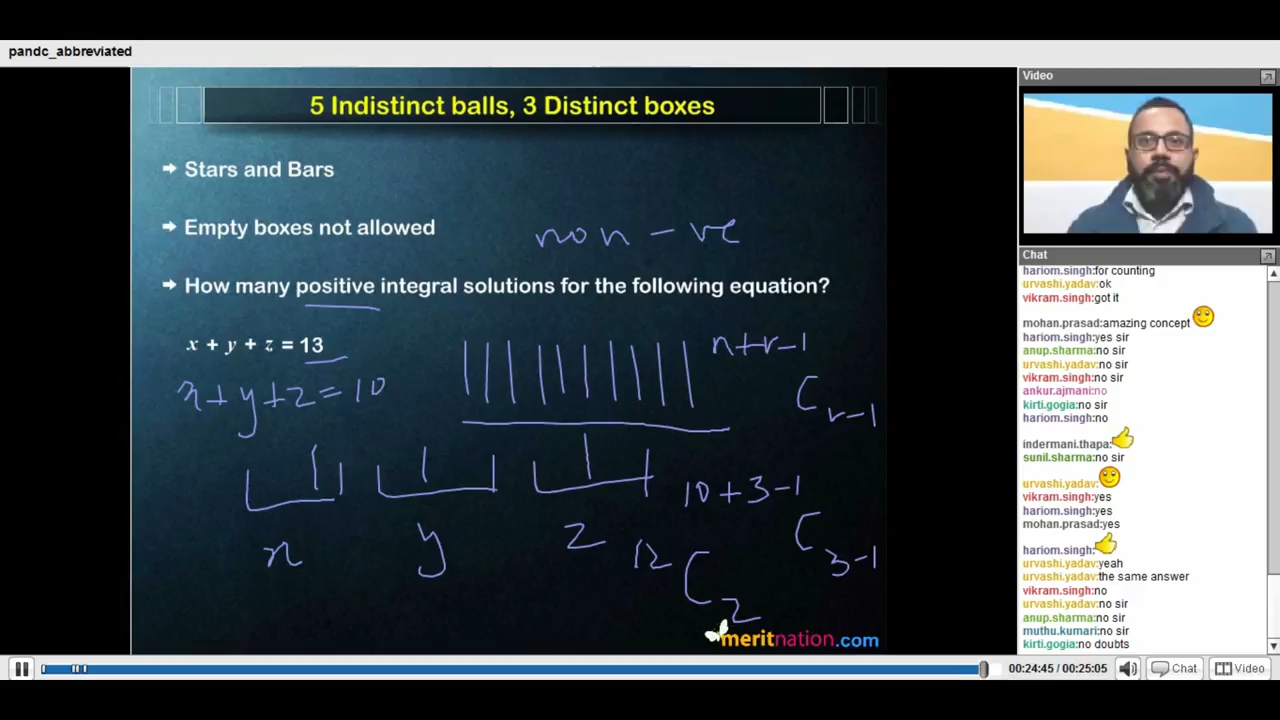 pandc_abbreviated
5 Indistinct balls, 3 Distinct boxes
Stars and Bars
Empty boxes not allowed
non -ve
How many positive integral solutions for the following equation?
x + y + z = 13
x+y+z=10
n+r-1
C r-1
10+3-1
C 3-1
x y z
12 C 2
meritnation.com
00:24:45 / 00:25:05
Chat
Video
Video
Chat
hariom.singh:for counting
urvashi.yadav:ok
vikram.singh:got it
mohan.prasad:amazing concept
hariom.singh:yes sir
anup.sharma:no sir
urvashi.yadav:no sir
vikram.singh:no sir
ankur.ajmani:no
kirti.gogia:no sir
hariom.singh:no
indermani.thapa:
sunil.sharma:no sir
urvashi.yadav:
vikram.singh:yes
hariom.singh:yes
mohan.prasad:yes
hariom.singh:
urvashi.yadav:yeah
urvashi.yadav:the same answer
vikram.singh:no
urvashi.yadav:no sir
anup.sharma:no sir
muthu.kumari:no sir
kirti.gogia:no doubts